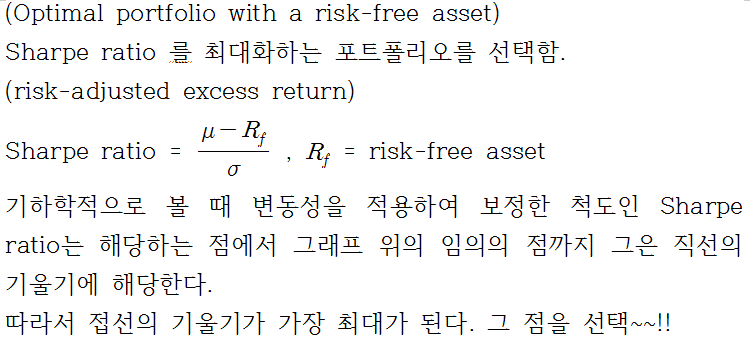 (Optimal portfolio with a risk-free asset)
Sharpe ratio 를 최대화하는 포트폴리오를 선택함.
(risk-adjusted excess return)
Sharpe ratio = \frac{μ - R_f}{σ} , R_f = risk-free asset
기하학적으로 볼 때 변동성을 적용하여 보정한 척도인 Sharpe
ratio는 해당하는 점에서 그래프 위의 임의의 점까지 그은 직선의
기울기에 해당한다.
따라서 접선의 기울기가 가장 최대가 된다. 그 점을 선택~~!!